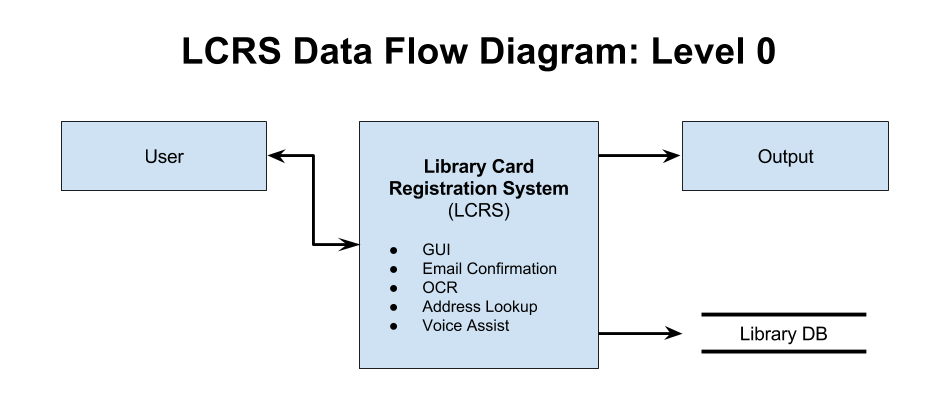 LCRS Data Flow Diagram: Level 0
User
Library Card
Registration System
(LCRS)
● GUI
● Email Confirmation
● OCR
● Address Lookup
● Voice Assist
Output
Library DB